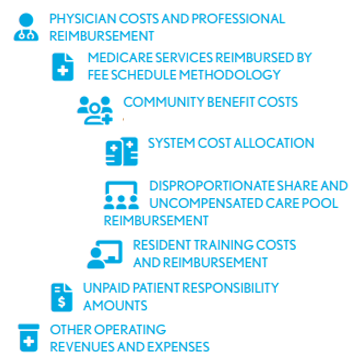 PHYSICIAN COSTS AND PROFESSIONAL
REIMBURSEMENT
MEDICARE SERVICES REIMBURSED BY
FEE SCHEDULE METHODOLOGY
COMMUNITY BENEFIT COSTS
SYSTEM COST ALLOCATION
DISPROPORTIONATE SHARE AND
UNCOMPENSATED CARE POOL
REIMBURSEMENT
RESIDENT TRAINING COSTS
AND REIMBURSEMENT
UNPAID PATIENT RESPONSIBILITY
AMOUNTS
OTHER OPERATING
REVENUES AND EXPENSES